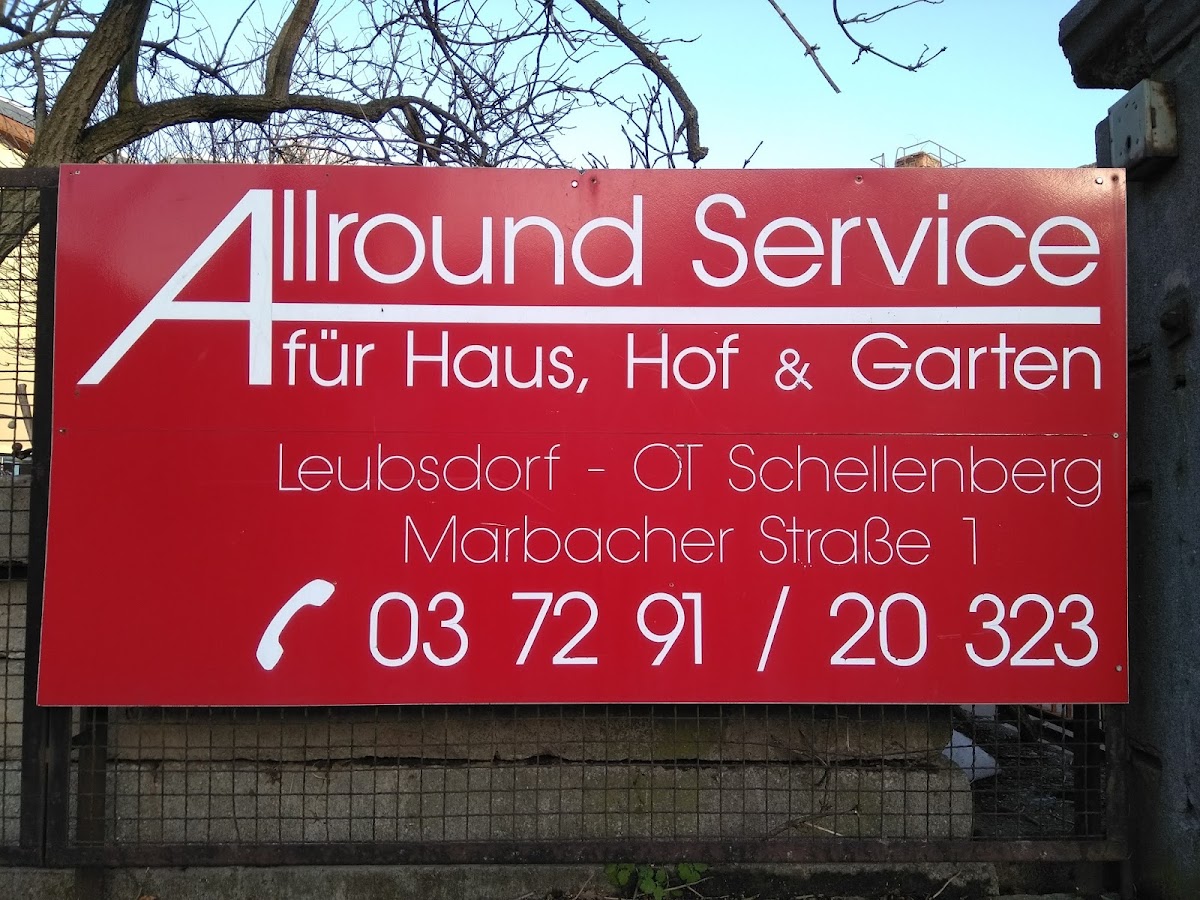 Allround Service
für Haus, Hof & Garten
Leubsdorf - OT Schellenberg
Marbacher Straße 1
03 72 91 / 20 323